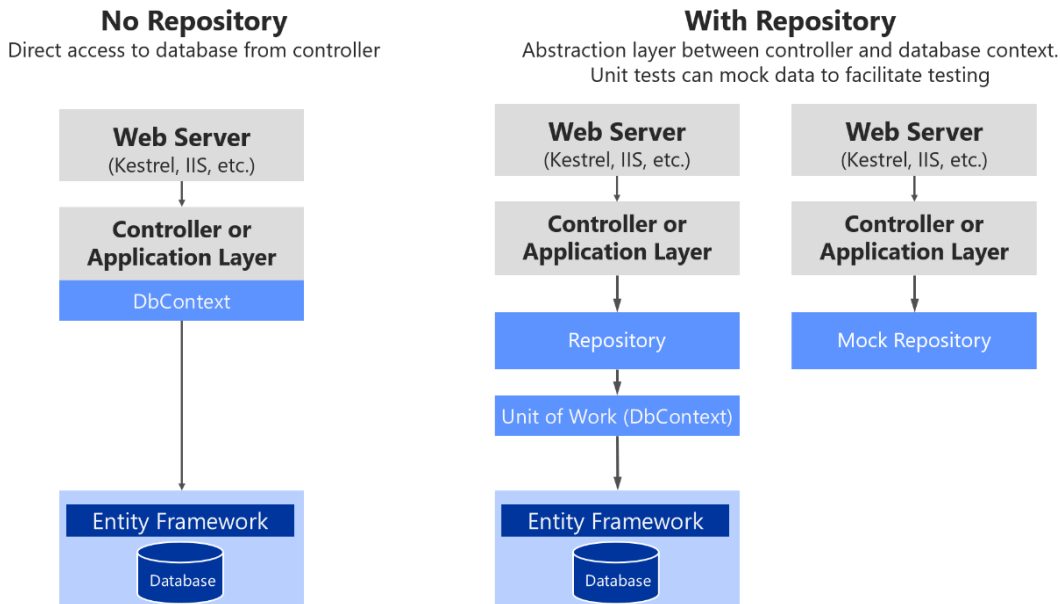 No Repository
Direct access to database from controller
Web Server
(Kestrel, IIS, etc.)
Controller or
Application Layer
DbContext
Entity Framework
Database
With Repository
Abstraction layer between controller and database context.
Unit tests can mock data to facilitate testing
Web Server
(Kestrel, IIS, etc.)
Controller or
Application Layer
Repository
Unit of Work (DbContext)
Entity Framework
Database
Web Server
(Kestrel, IIS, etc.)
Controller or
Application Layer
Mock Repository